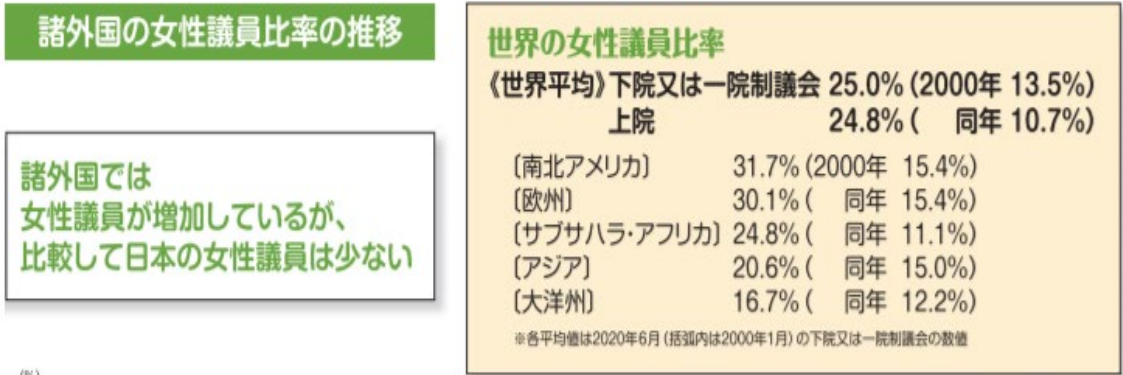 諸外国の女性議員比率の推移
諸外国では
女性議員が増加しているが、
比較して日本の女性議員は少ない
世界の女性議員比率
《世界平均》下院又は一院制議会 25.0%(2000年 13.5%)
上院 24.8%( 同年 10.7%)
〔南北アメリカ〕 31.7%(2000年 15.4%)
〔欧州〕 30.1%( 同年 15.4%)
〔サブサハラ・アフリカ〕 24.8%( 同年 11.1%)
〔アジア〕 20.6%( 同年 15.0%)
〔大洋州〕 16.7%( 同年 12.2%)
※各平均値は2020年6月(括弧内は2000年1月)の下院又は一院制議会の数値